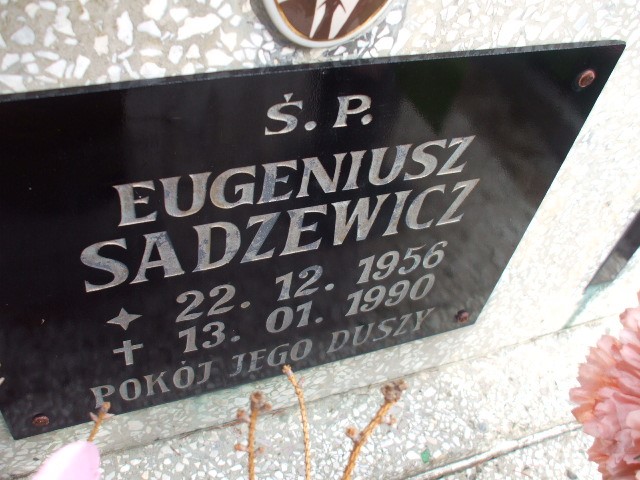 Ś. P.
EUGENIUSZ
SADZEWICZ
22. 12. 1956
13. 01. 1990
POKÓJ JEGO DUSZY